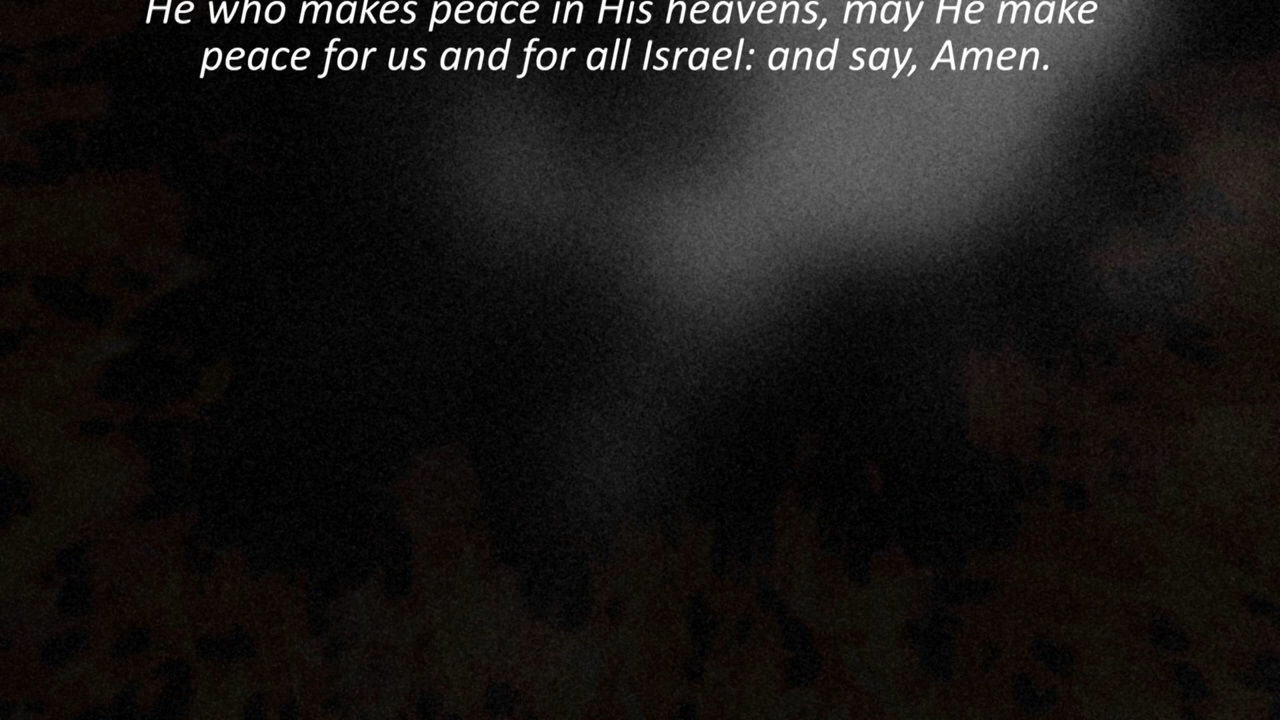 He who makes peace in His heavens, may He make
peace for us and for all Israel: and say, Amen.